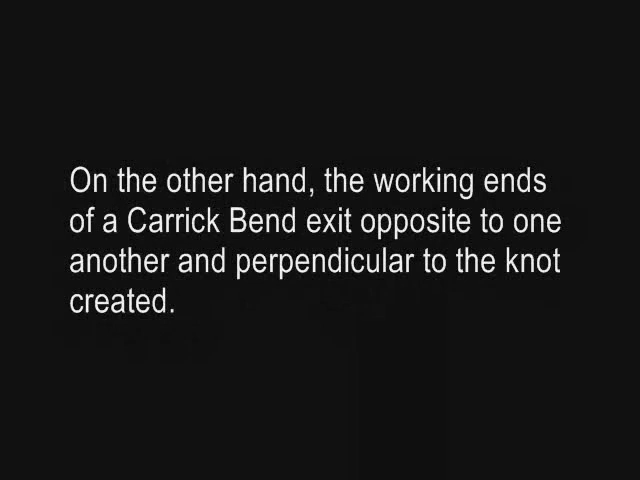 On the other hand, the working ends
of a Carrick Bend exit opposite to one
another and perpendicular to the knot
created.